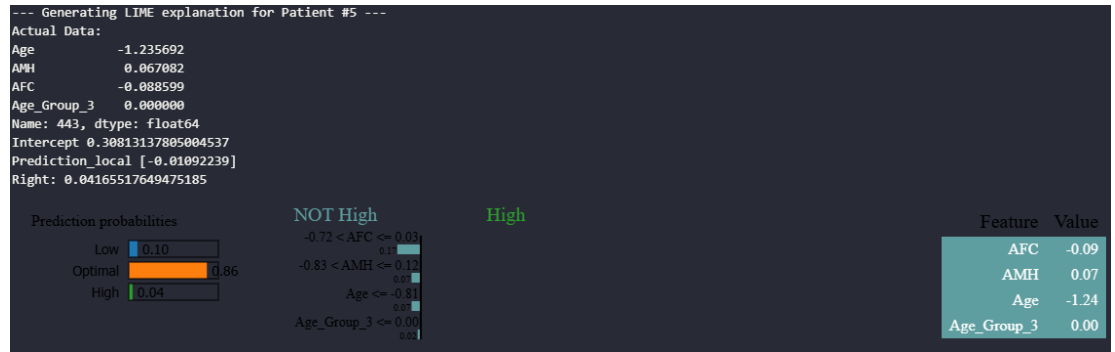 --- Generating LIME explanation for Patient #5 ---
Actual Data:
Age -1.235692
AMH 0.067082
AFC -0.088599
Age_Group_3 0.000000
Name: 443, dtype: float64
Intercept 0.30813137805004537
Prediction_local [-0.01092239]
Right: 0.04165517649475185
Prediction probabilities
Low 0.10
Optimal 0.86
High 0.04
NOT High High
-0.72 < AFC <= 0.03
0.17
-0.83 < AMH <= 0.12
0.07
Age <= -0.81
0.07
Age_Group_3 <= 0.00
0.02
Feature Value
AFC -0.09
AMH 0.07
Age -1.24
Age_Group_3 0.00